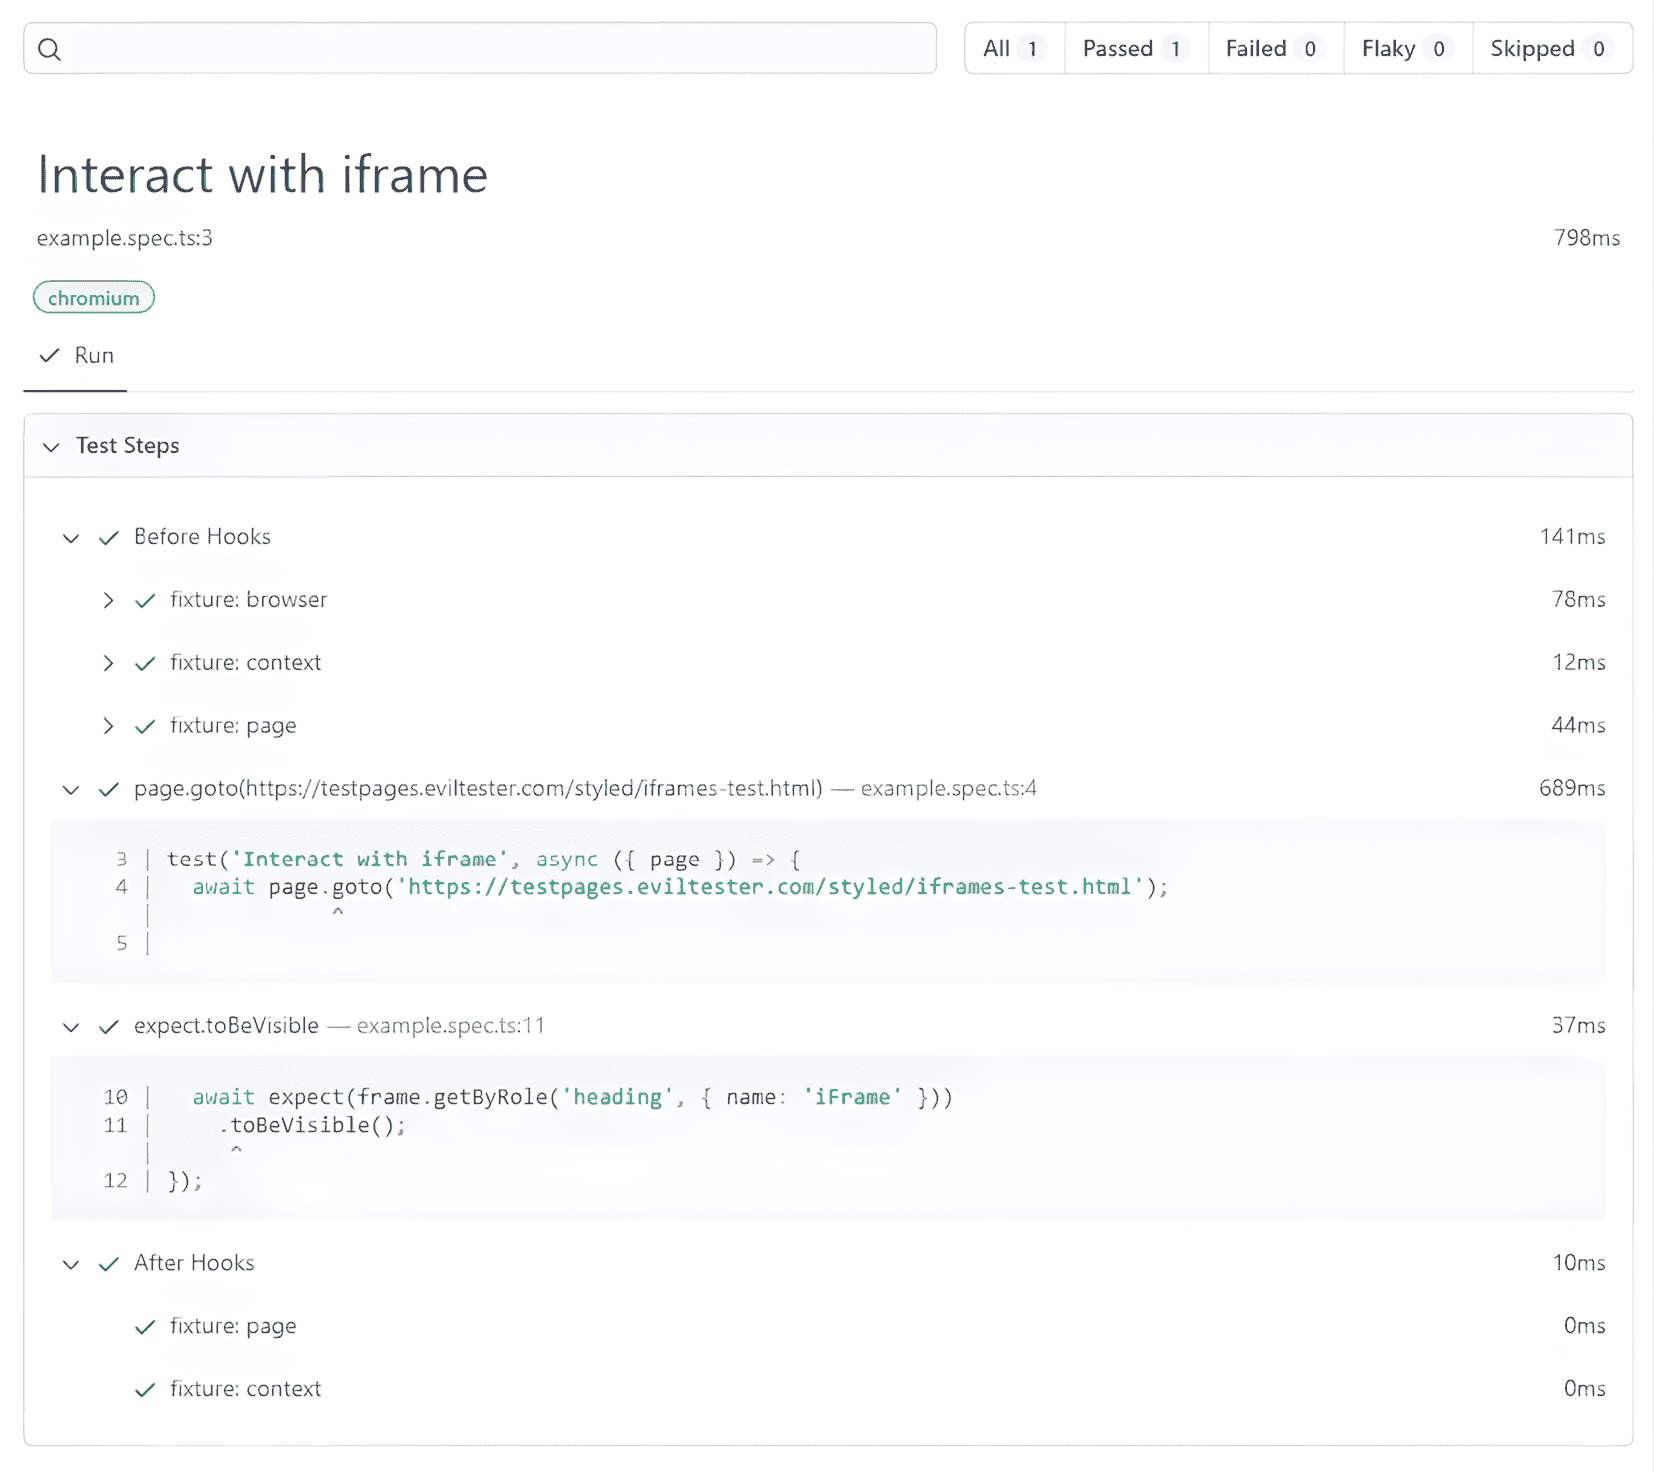 All 1 Passed 1 Failed 0 Flaky 0 Skipped 0
Interact with iframe
example.spec.ts:3 798ms
chromium
Run
Test Steps
Before Hooks 141ms
fixture: browser 78ms
fixture: context 12ms
fixture: page 44ms
page.goto(https://testpages.eviltester.com/styled/iframes-test.html) — example.spec.ts:4 689ms
3 | test('Interact with iframe', async ({ page }) => {
4 |   await page.goto('https://testpages.eviltester.com/styled/iframes-test.html');
|              ^
5 |
expect.toBeVisible — example.spec.ts:11 37ms
10 |   await expect(frame.getByRole('heading', { name: 'iFrame' }))
11 |     .toBeVisible();
|      ^
12 | });
After Hooks 10ms
fixture: page 0ms
fixture: context 0ms